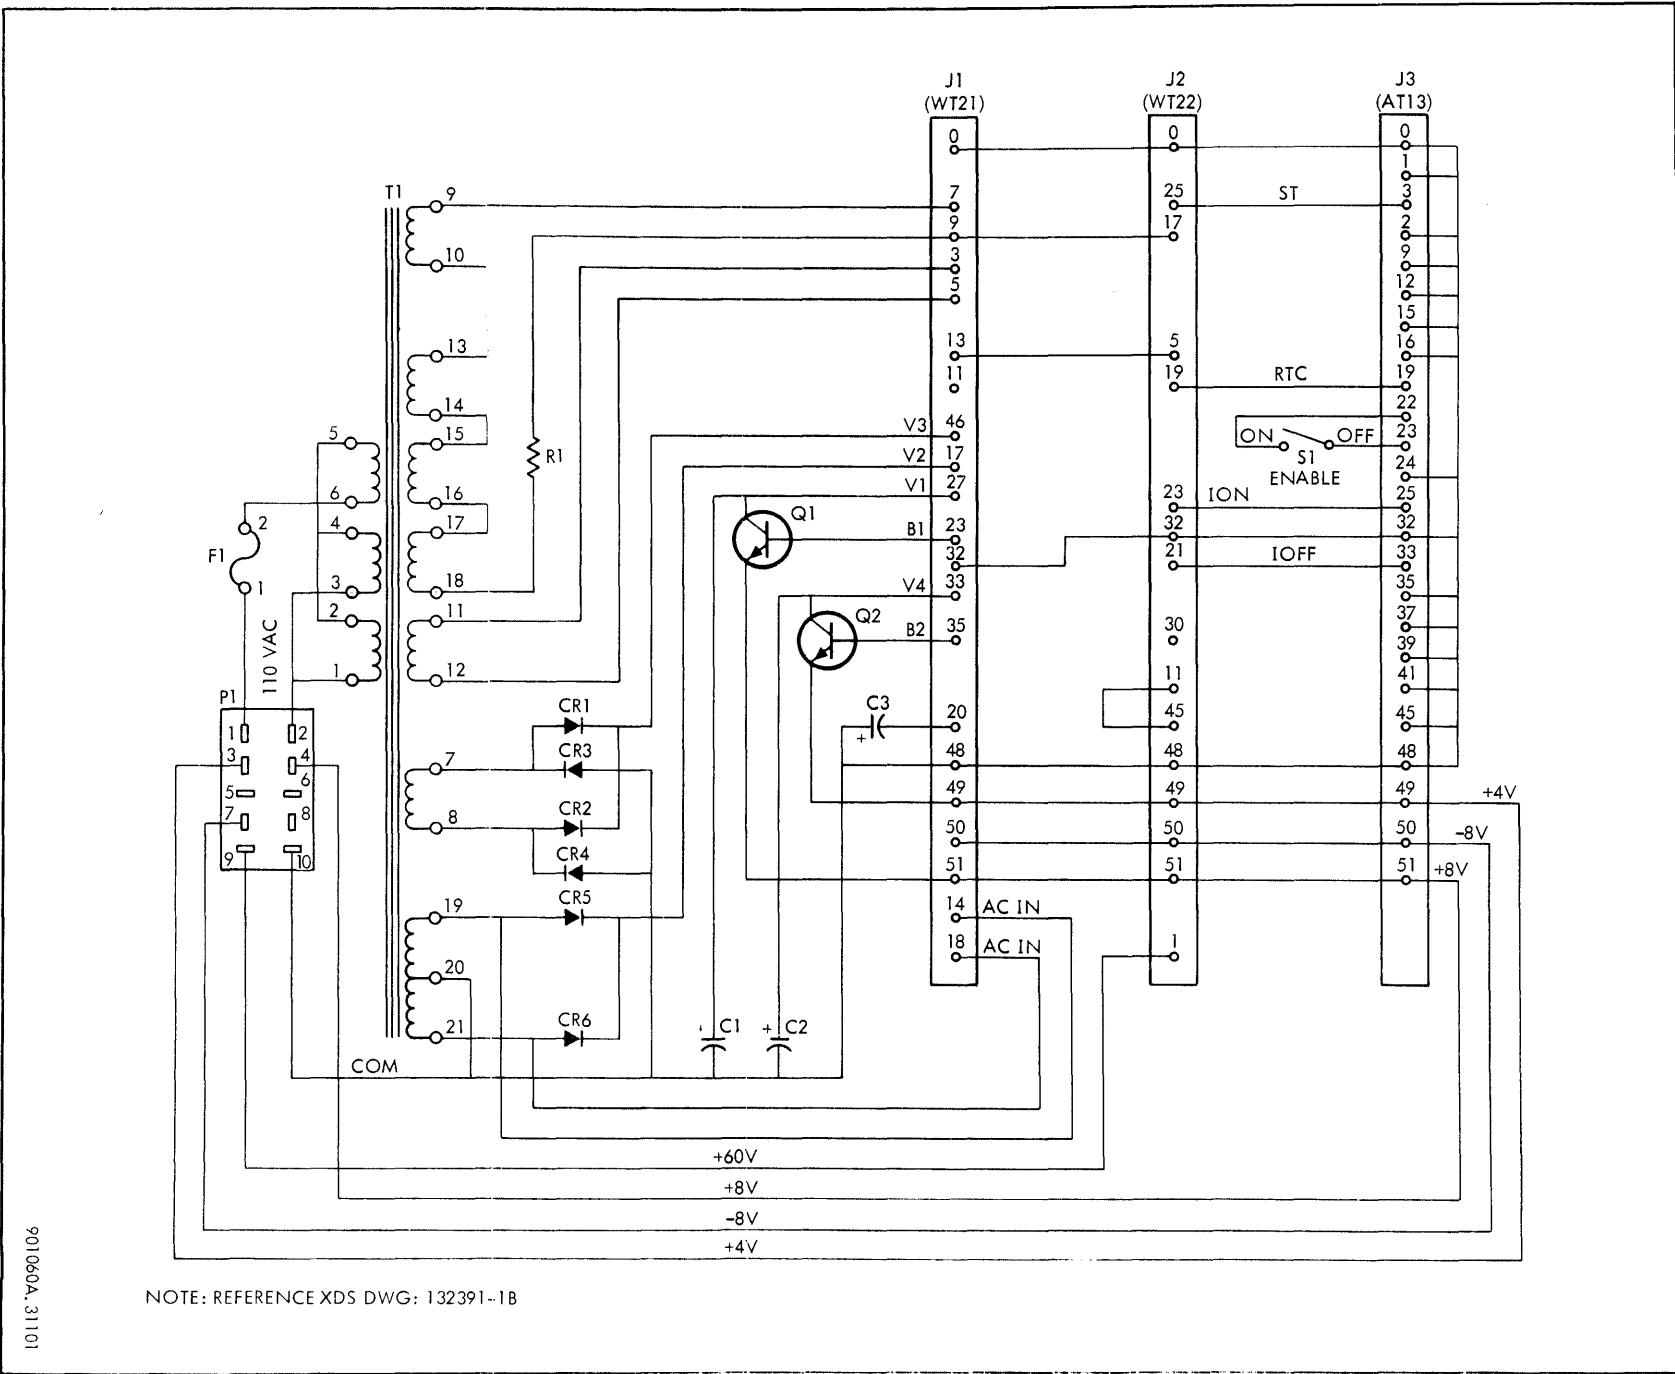 J1 J2 J3
(WT21) (WT22) (AT13)
0 0 0
1
T1 9 7 25 ST 3
9 17 2
10 3 9
5 12
15
13 13 5 16
11 19 RTC 19
14 22
5 15 V3 46 ON OFF 23
R1 V2 17 S1 24
ENABLE
6 16 V1 27 23 ION 25
2 4 17 Q1 B1 23 32 32
F1 32 21 IOFF 33
1 3 18 V4 33 35
2 11 Q2 B2 35 30 37
39
110 VAC
1 12 11 41
P1 CR1 C3 + 20 45 45
1 2
3 4 7 CR3 48 48 48
5 6
7 8 8 CR2 49 49 49 +4V
9 10 CR4 50 50 50 -8V
CR5 51 51 51 +8V
19 14 AC IN
20 18 AC IN 1
21 CR6 C1 + C2
COM
+60V
+8V
-8V
+4V
NOTE: REFERENCE XDS DWG: 132391-1B
901060A.31101